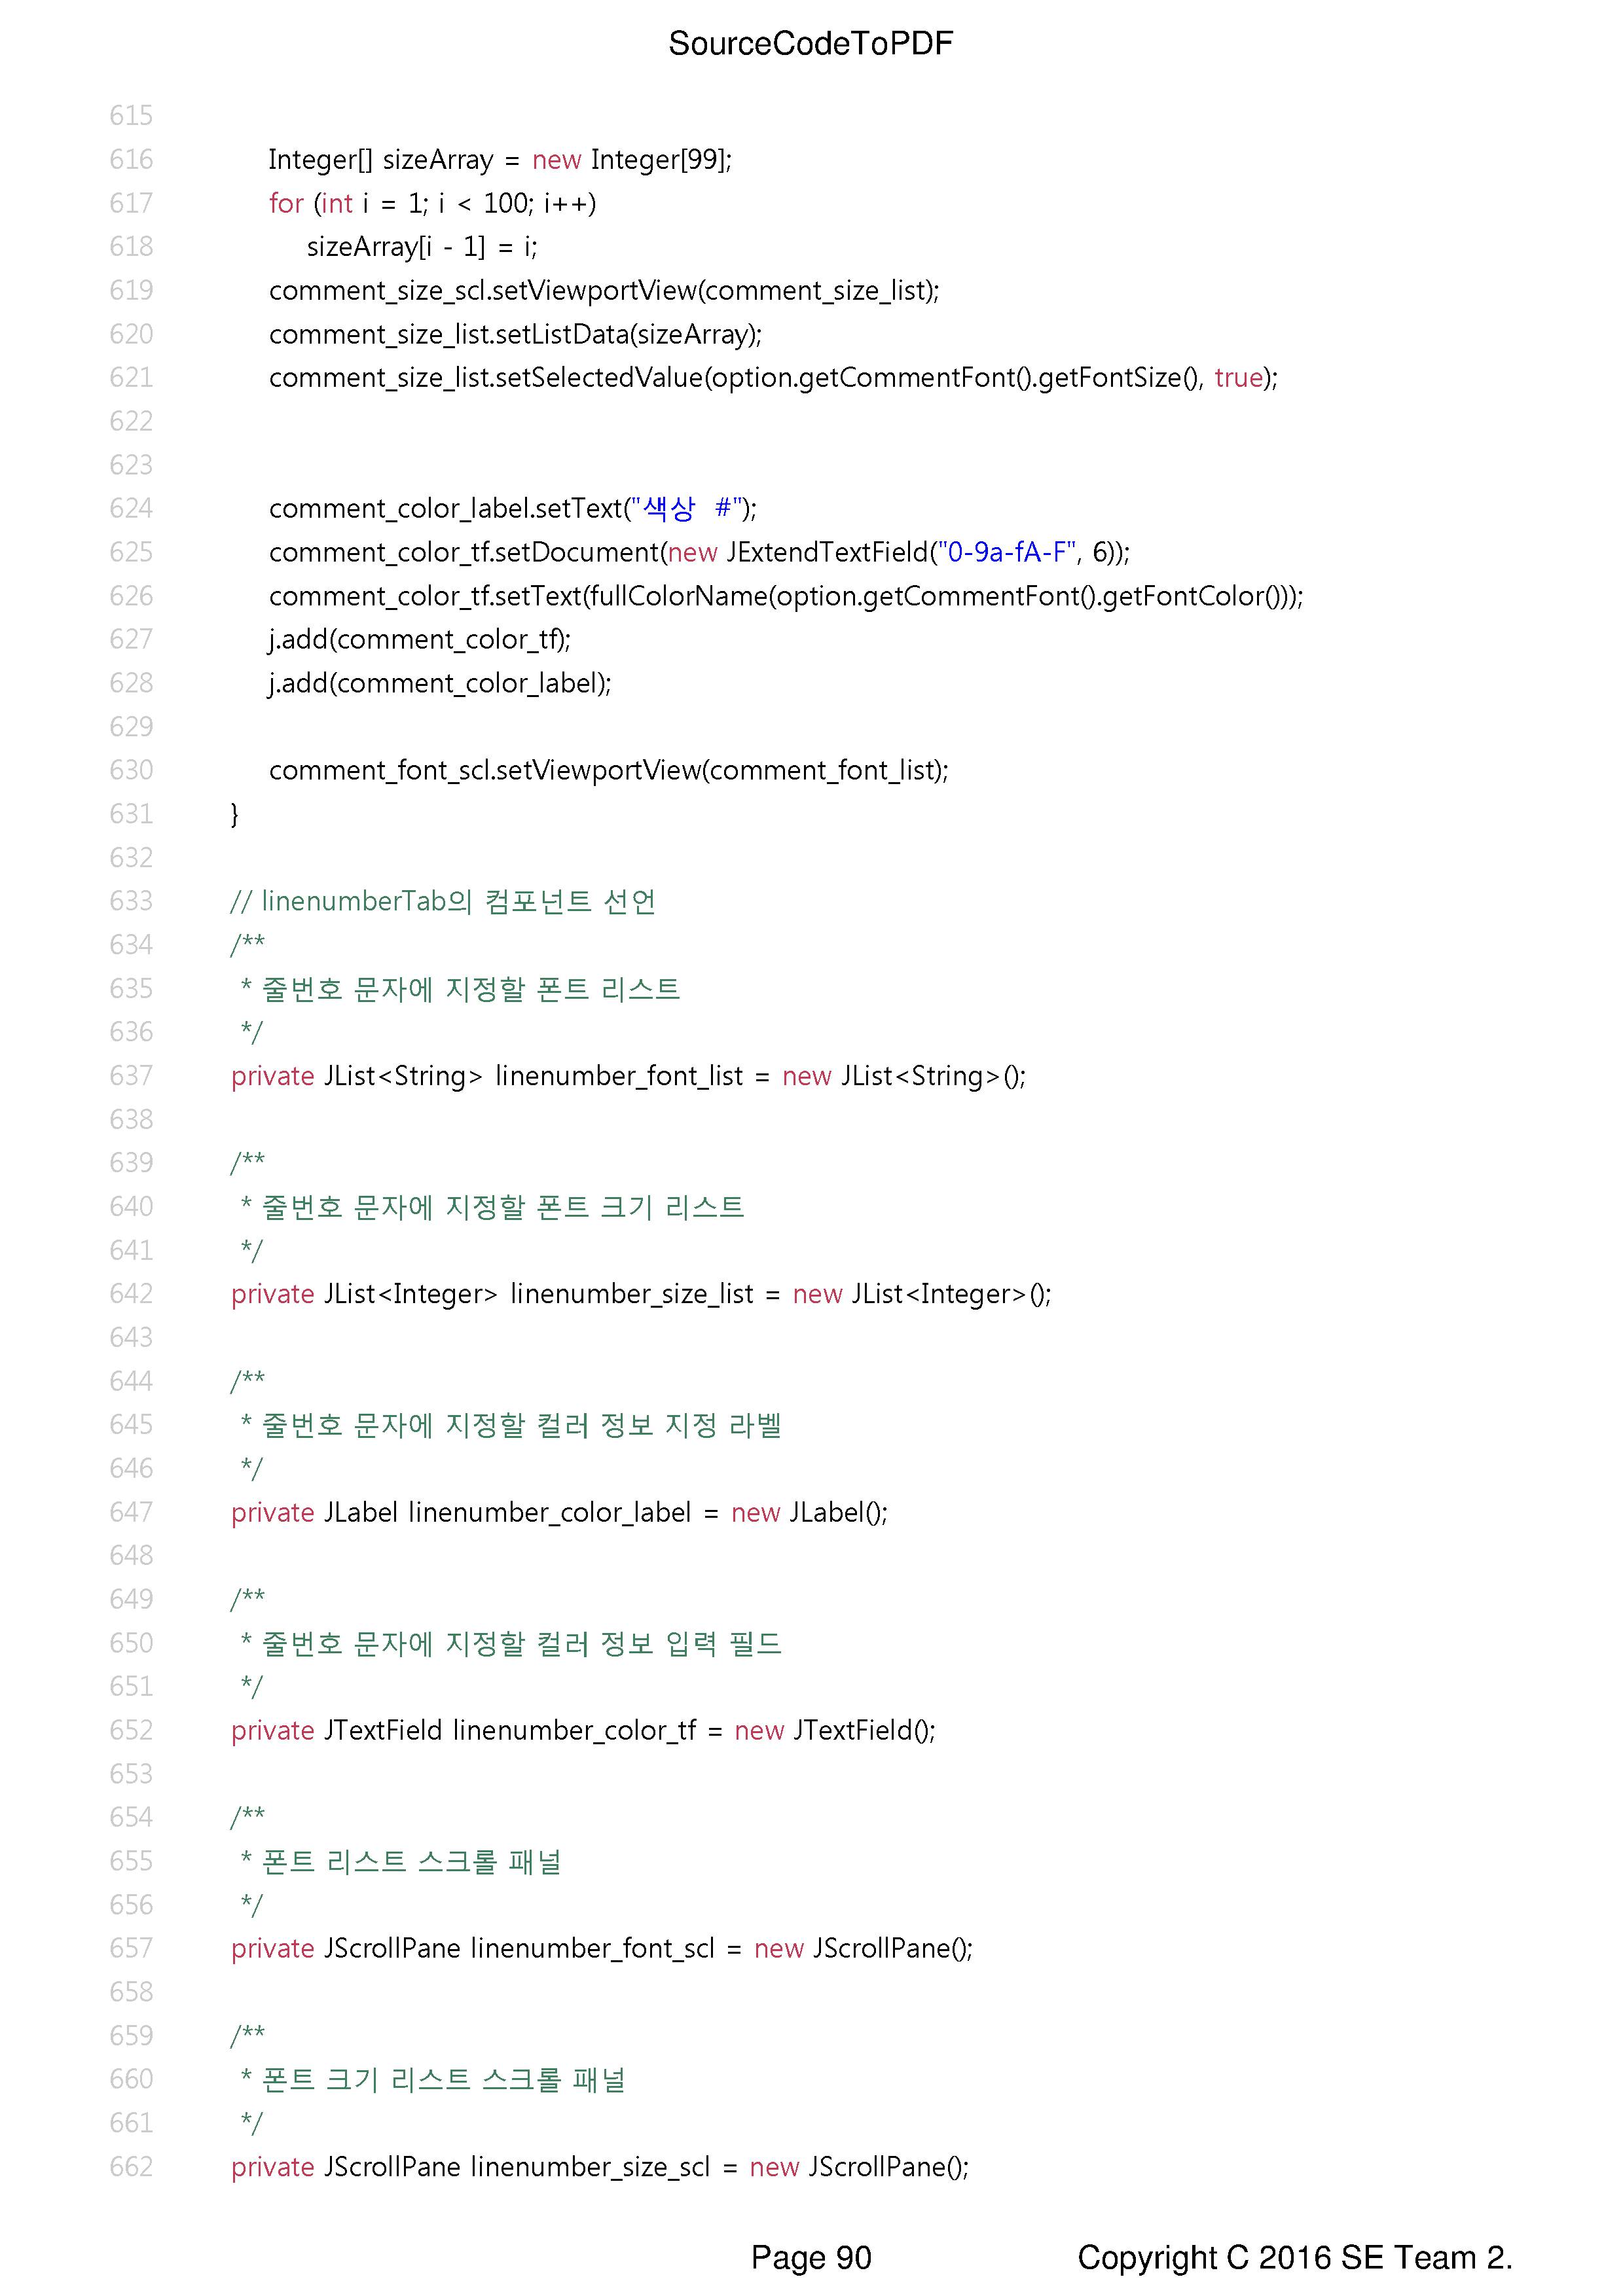 SourceCodeToPDF
615
616 Integer[] sizeArray = new Integer[99];
617 for (int i = 1; i < 100; i++)
618 sizeArray[i - 1] = i;
619 comment_size_scl.setViewportView(comment_size_list);
620 comment_size_list.setListData(sizeArray);
621 comment_size_list.setSelectedValue(option.getCommentFont().getFontSize(), true);
622
623
624 comment_color_label.setText("색상  #");
625 comment_color_tf.setDocument(new JExtendTextField("0-9a-fA-F", 6));
626 comment_color_tf.setText(fullColorName(option.getCommentFont().getFontColor()));
627 j.add(comment_color_tf);
628 j.add(comment_color_label);
629
630 comment_font_scl.setViewportView(comment_font_list);
631 }
632
633 // linenumberTab의 컴포넌트 선언
634 /**
635 * 줄번호 문자에 지정할 폰트 리스트
636 */
637 private JList<String> linenumber_font_list = new JList<String>();
638
639 /**
640 * 줄번호 문자에 지정할 폰트 크기 리스트
641 */
642 private JList<Integer> linenumber_size_list = new JList<Integer>();
643
644 /**
645 * 줄번호 문자에 지정할 컬러 정보 지정 라벨
646 */
647 private JLabel linenumber_color_label = new JLabel();
648
649 /**
650 * 줄번호 문자에 지정할 컬러 정보 입력 필드
651 */
652 private JTextField linenumber_color_tf = new JTextField();
653
654 /**
655 * 폰트 리스트 스크롤 패널
656 */
657 private JScrollPane linenumber_font_scl = new JScrollPane();
658
659 /**
660 * 폰트 크기 리스트 스크롤 패널
661 */
662 private JScrollPane linenumber_size_scl = new JScrollPane();
Page 90 Copyright C 2016 SE Team 2.